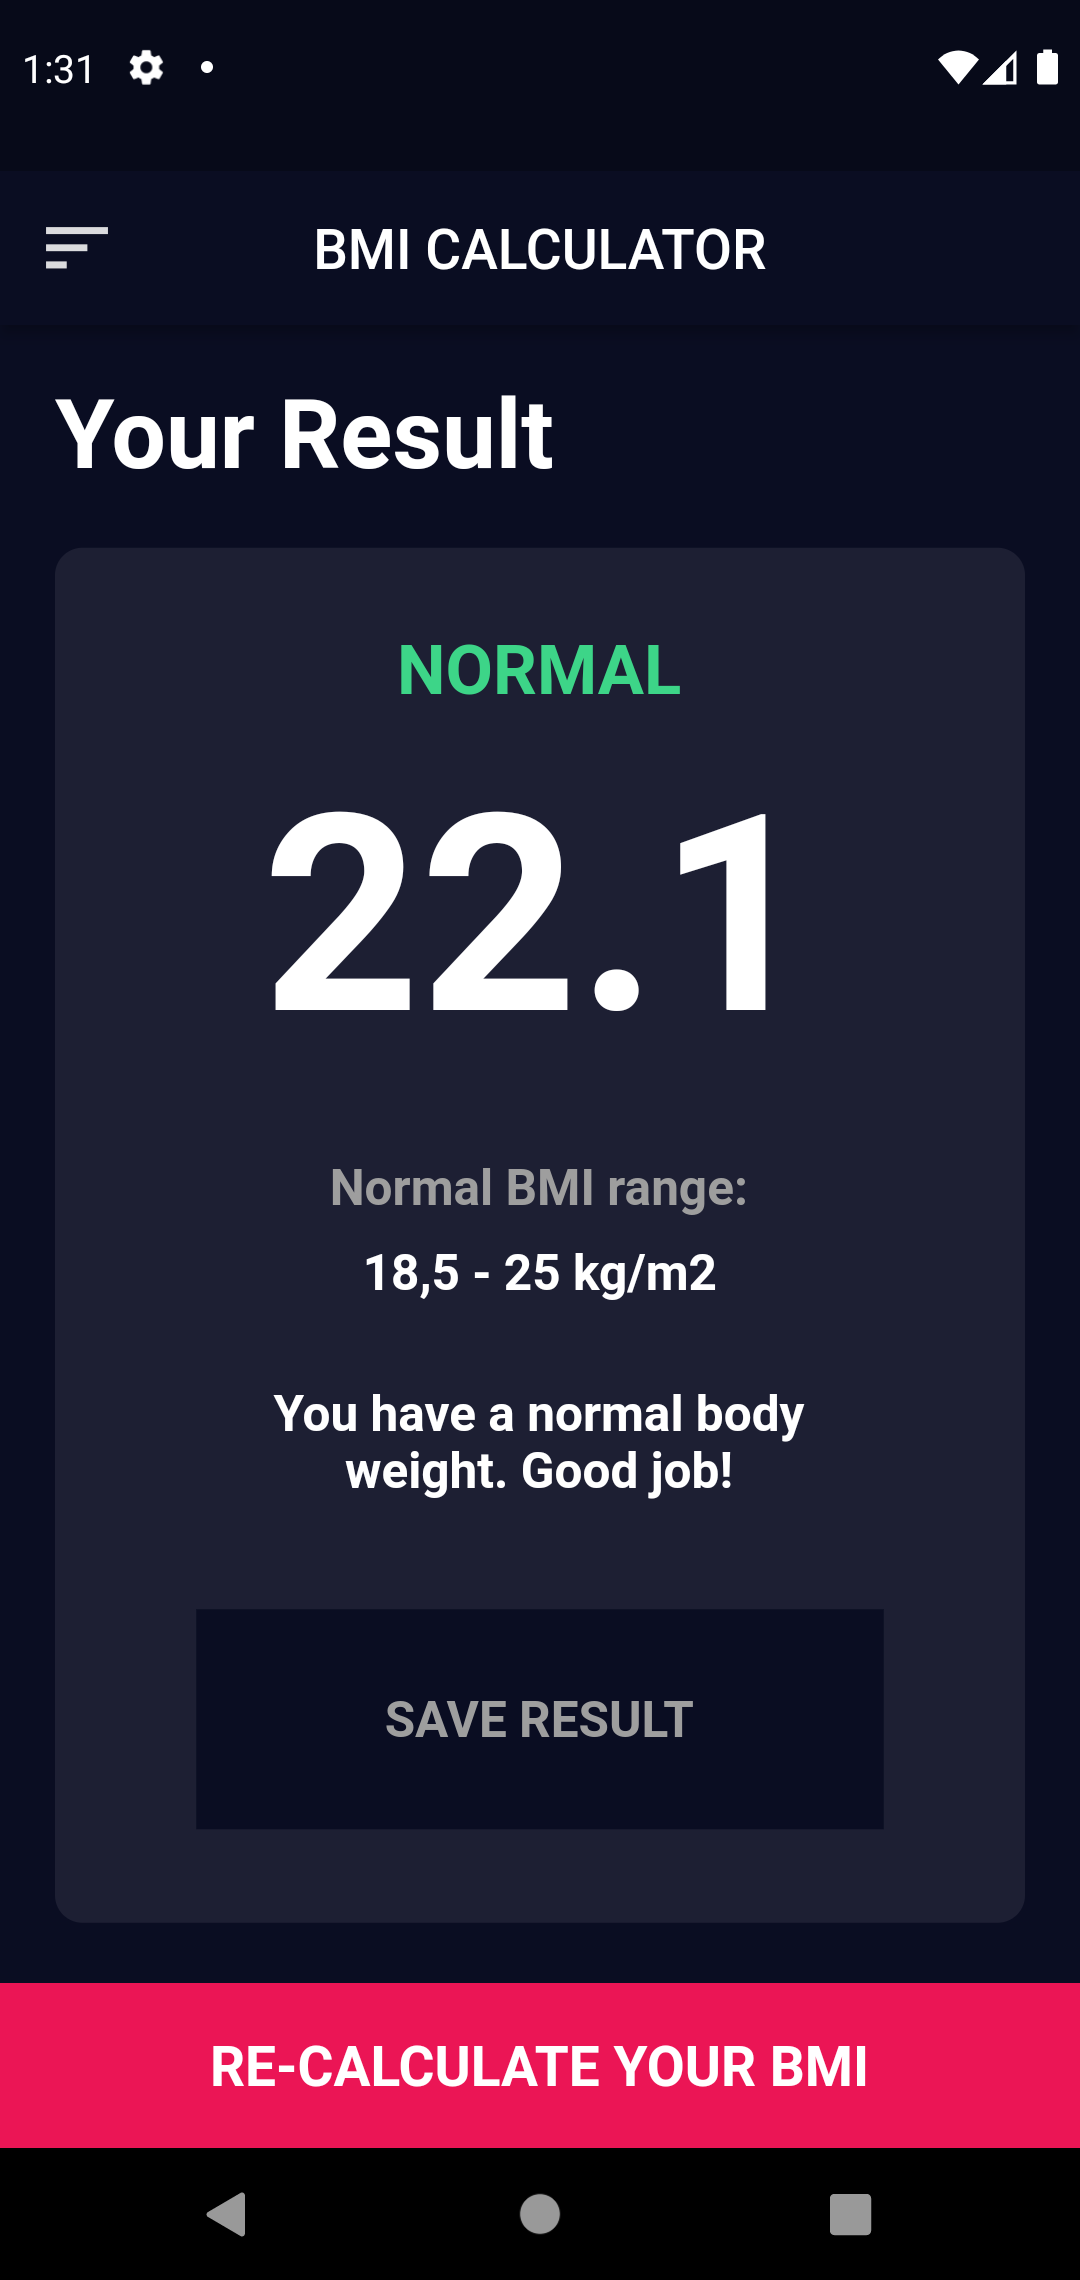 1:31
BMI CALCULATOR
Your Result
NORMAL
22.1
Normal BMI range:
18,5 - 25 kg/m2
You have a normal body
weight. Good job!
SAVE RESULT
RE-CALCULATE YOUR BMI